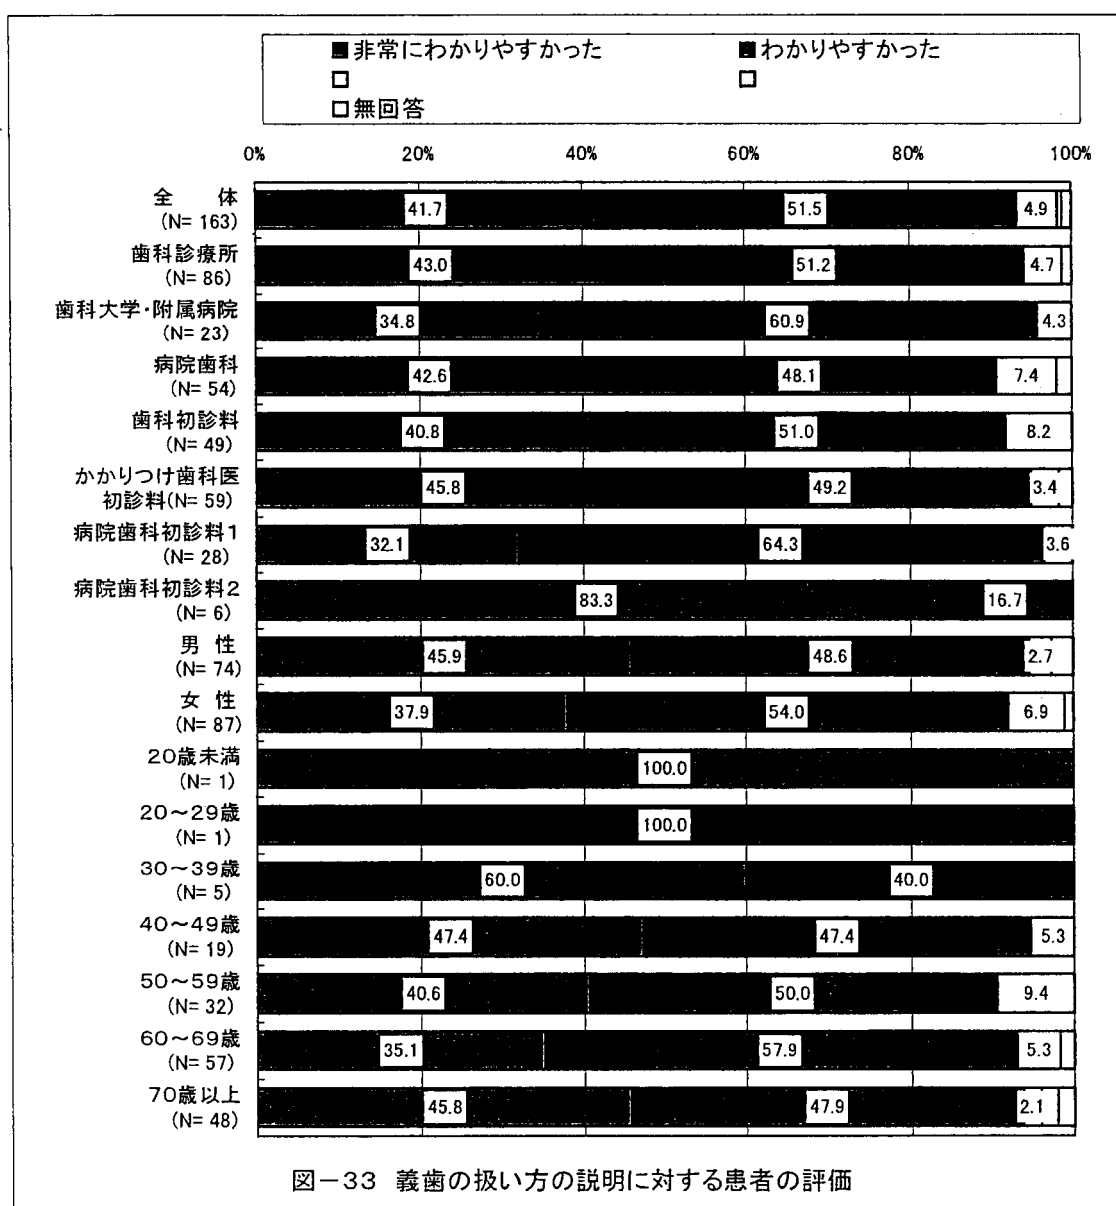 ■非常にわかりやすかった ■わかりやすかった
□ □
□無回答
0% 20% 40% 60% 80% 100%
全 体
(N= 163)
41.7 51.5 4.9
歯科診療所
(N= 86)
43.0 51.2 4.7
歯科大学・附属病院
(N= 23)
34.8 60.9 4.3
病院歯科
(N= 54)
42.6 48.1 7.4
歯科初診料
(N= 49)
40.8 51.0 8.2
かかりつけ歯科医
初診料(N= 59)
45.8 49.2 3.4
病院歯科初診料1
(N= 28)
32.1 64.3 3.6
病院歯科初診料2
(N= 6)
83.3 16.7
男 性
(N= 74)
45.9 48.6 2.7
女 性
(N= 87)
37.9 54.0 6.9
20歳未満
(N= 1)
100.0
20～29歳
(N= 1)
100.0
30～39歳
(N= 5)
60.0 40.0
40～49歳
(N= 19)
47.4 47.4 5.3
50～59歳
(N= 32)
40.6 50.0 9.4
60～69歳
(N= 57)
35.1 57.9 5.3
70歳以上
(N= 48)
45.8 47.9 2.1
図－33 義歯の扱い方の説明に対する患者の評価